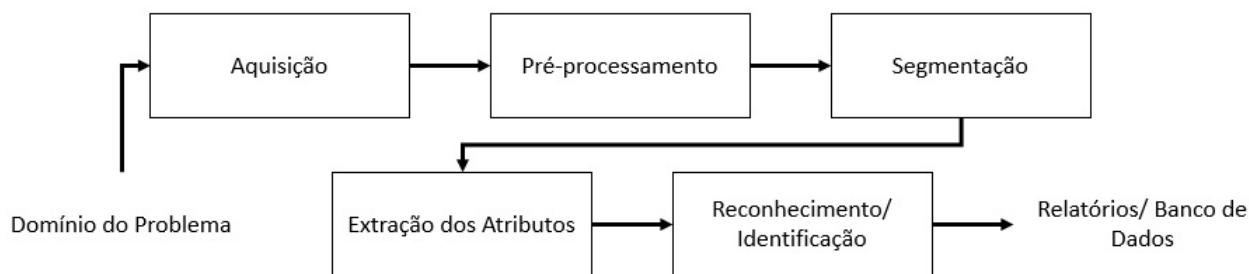 Aquisição
Pré-processamento
Segmentação
Domínio do Problema
Extração dos Atributos
Reconhecimento/
Identificação
Relatórios/ Banco de
Dados